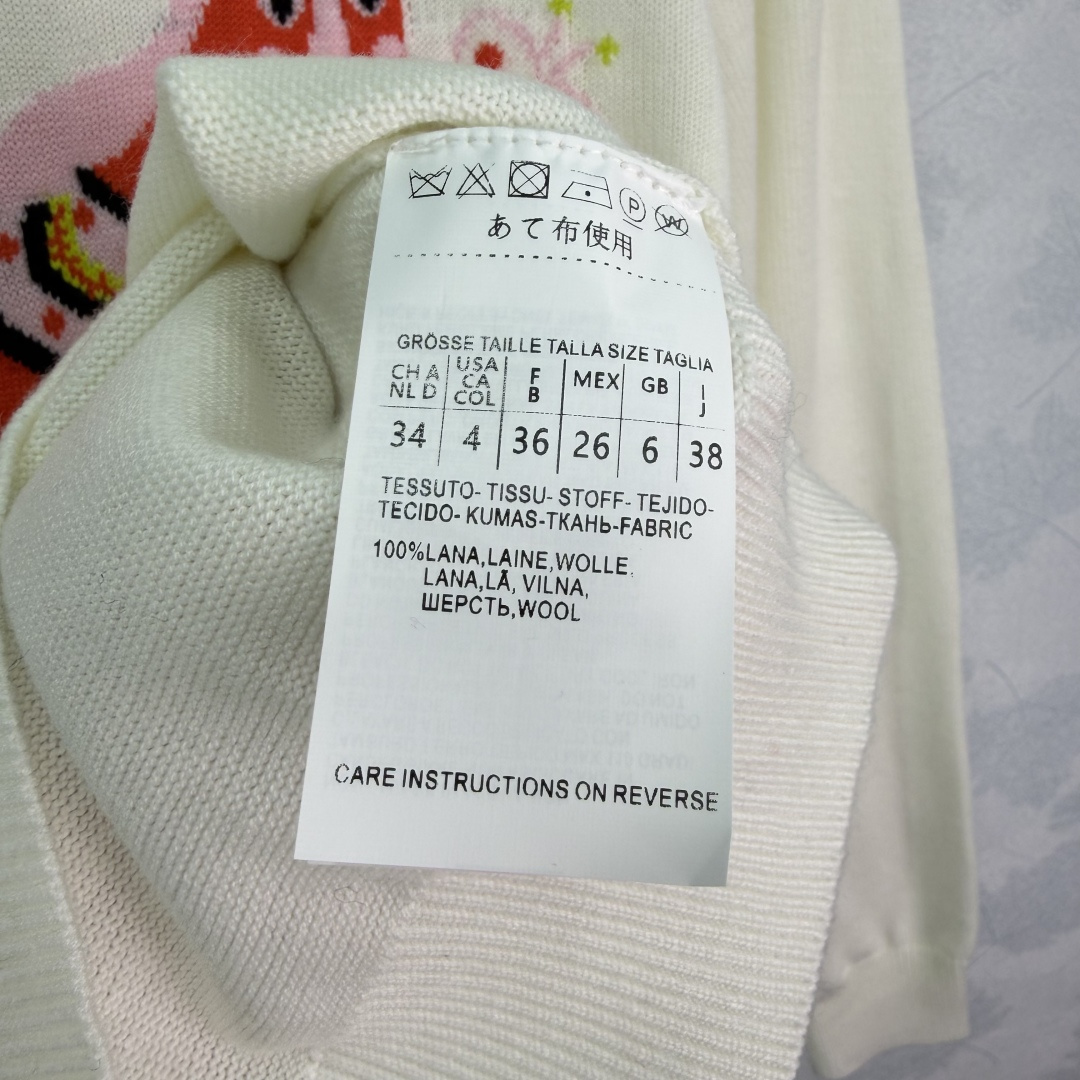 P
W
あて布使用
GRÖSSE TAILLE TALLA SIZE TAGLIA
CH A NL D
USA CA COL
F B
MEX
GB
I J
34 4 36 26 6 38
TESSUTO- TISSU- STOFF- TEJIDO-
TECIDO- KUMAS-ТКАНЬ-FABRIC
100%LANA,LAINE,WOLLE,
LANA,LÃ, VILNA,
ШЕРСТЬ,WOOL
CARE INSTRUCTIONS ON REVERSE